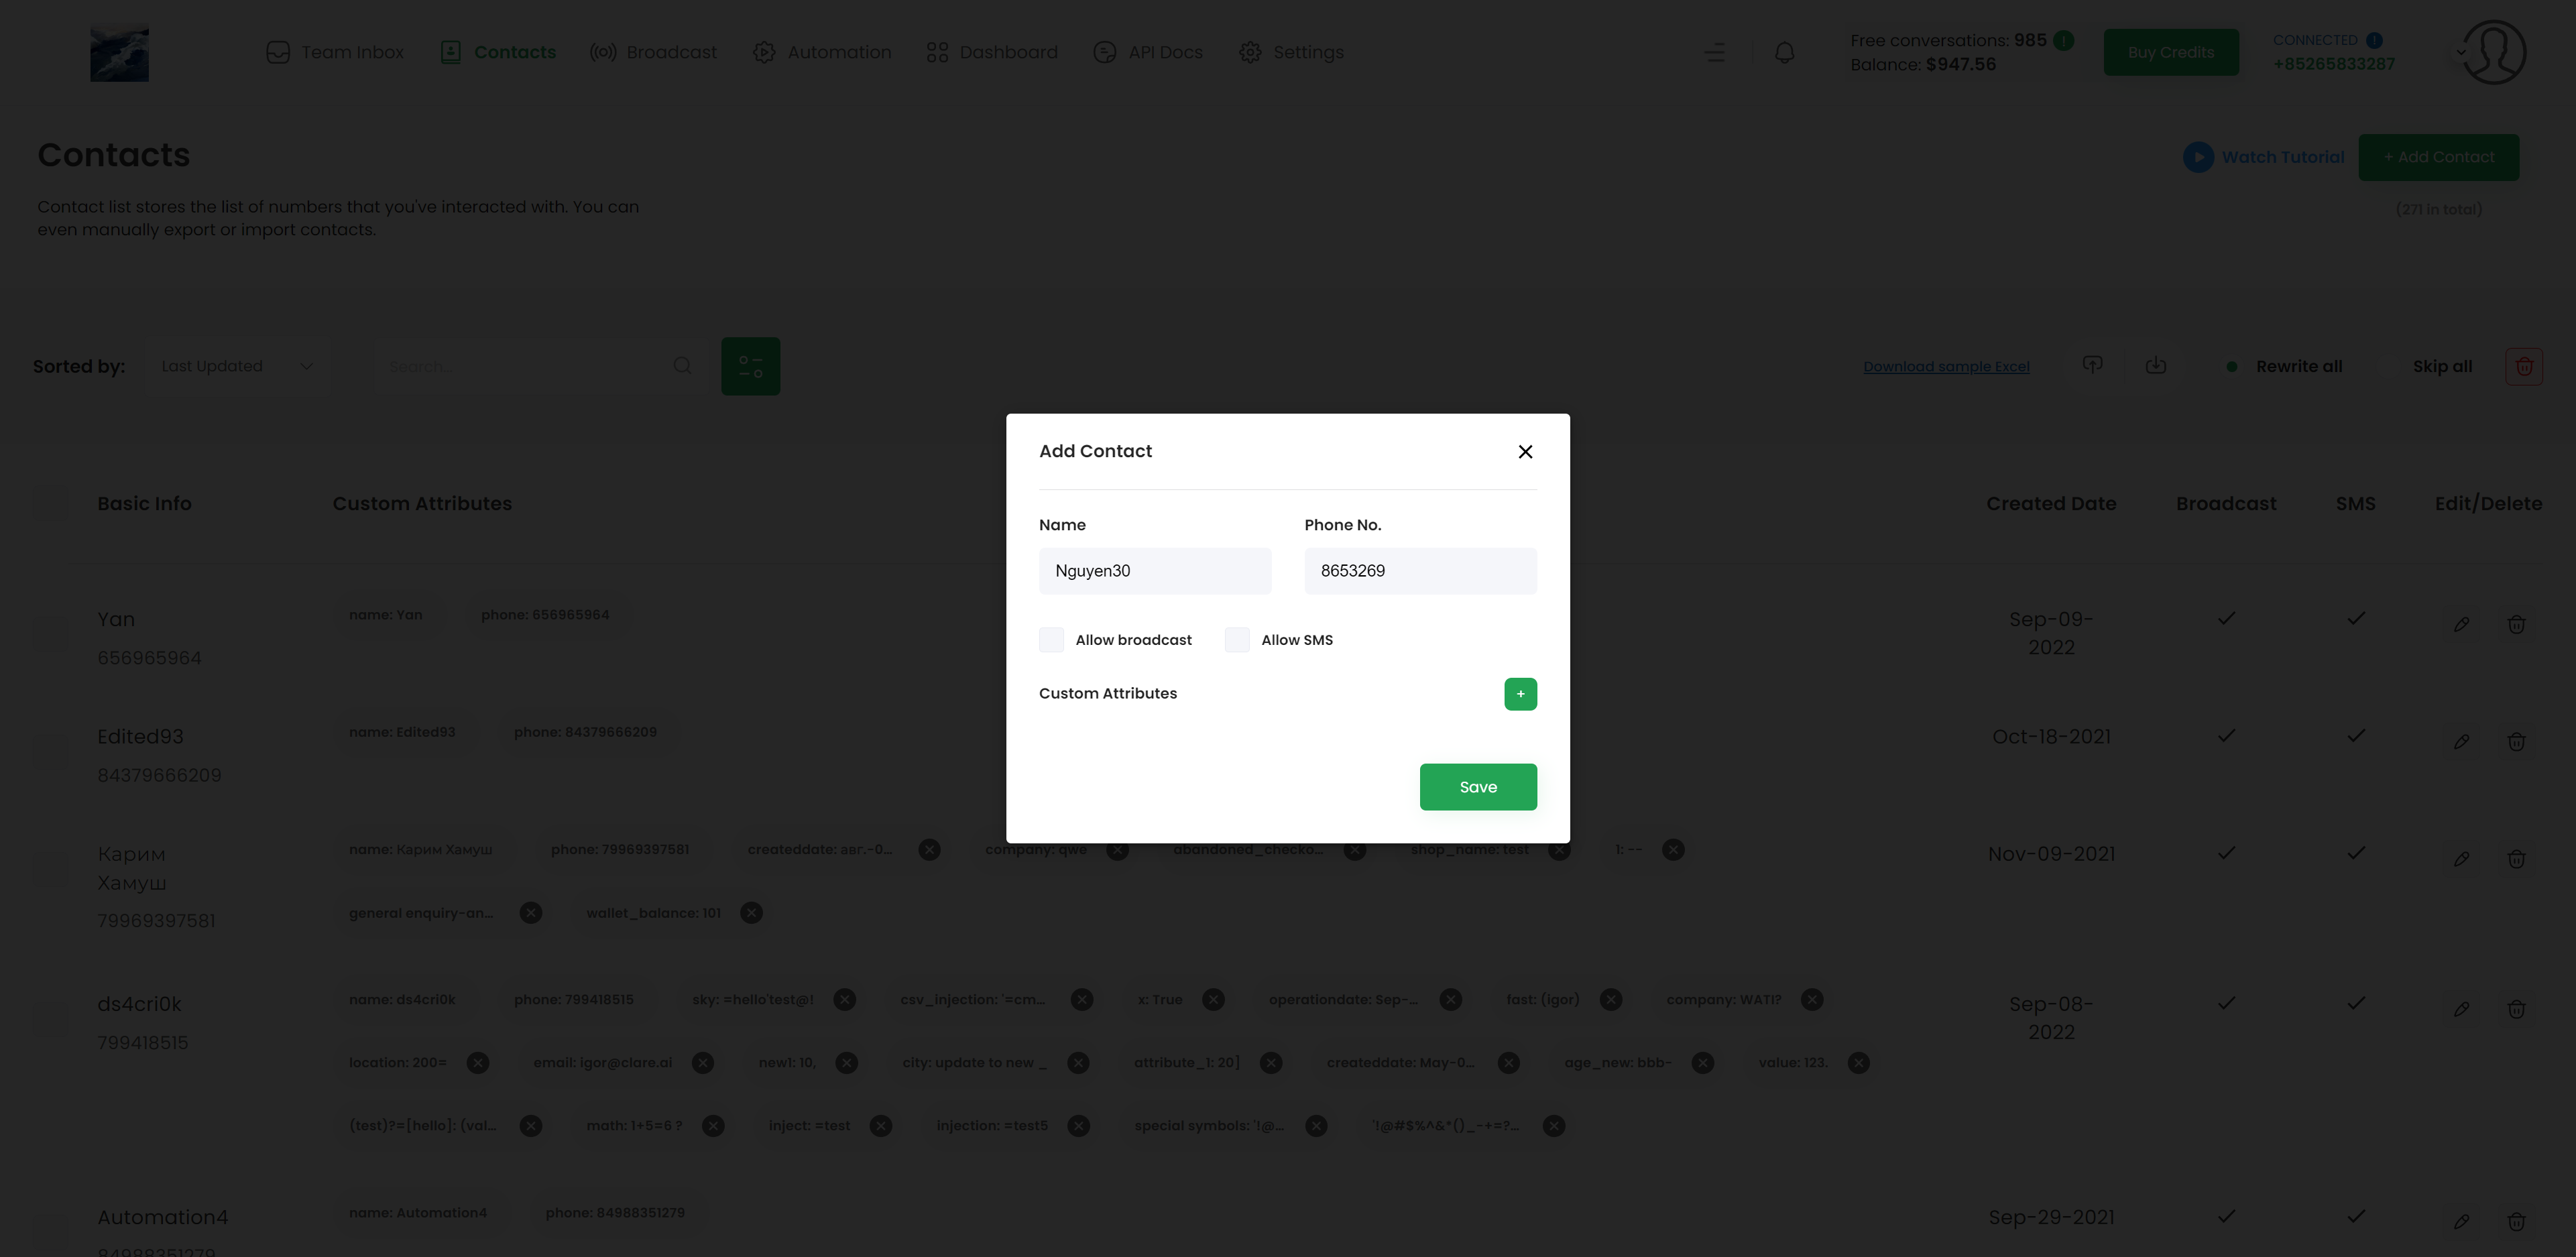 Team Inbox Contacts Broadcast Automation Dashboard API Docs Settings
Free conversations: 985
Balance: $947.56
Buy Credits
CONNECTED
+85265833287
Contacts
Watch Tutorial
+ Add Contact
(271 in total)
Contact list stores the list of numbers that you've interacted with. You can
even manually export or import contacts.
Sorted by: Last Updated Search... Download sample Excel Rewrite all Skip all
Add Contact
Name Phone No.
Nguyen30 8653269
Allow broadcast Allow SMS
Custom Attributes +
Save
Basic Info Custom Attributes Created Date Broadcast SMS Edit/Delete
Yan name: Yan phone: 656965964 Sep-09-
2022
656965964
Edited93 name: Edited93 phone: 84379666209 Oct-18-2021
84379666209
Карим name: Карим Хамуш phone: 79969397581 createddate: авг.-0... company: qwe abandoned_checko... shop_name: test 1: -- Nov-09-2021
Хамуш
79969397581
general enquiry-an... wallet_balance: 101
ds4cri0k name: ds4cri0k phone: 799418515 sky: =hello'test@! csv_injection: '=cm... x: True operationdate: Sep-... fast: (igor) company: WATI? Sep-08-
2022
799418515
location: 200= email: igor@clare.ai new1: 10, city: update to new _ attribute_1: 20] createddate: May-0... age_new: bbb- value: 123.
(test)?=[hello]: (val... math: 1+5=6 ? inject: =test injection: =test5 special symbols: `!@... `!@#$%^&*()_-+=?...
Automation4 name: Automation4 phone: 84988351279 Sep-29-2021
84988351279